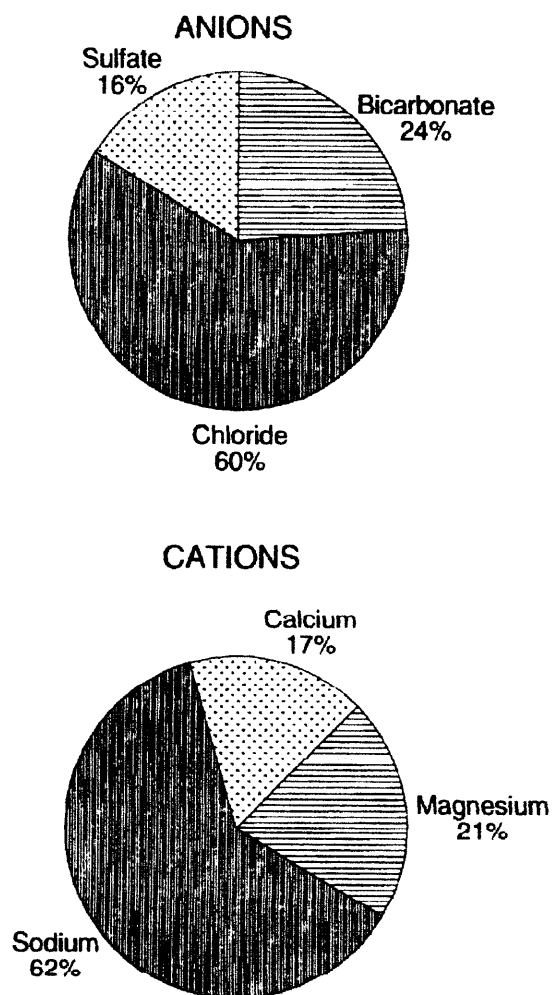 ANIONS
Sulfate
16%
Bicarbonate
24%
Chloride
60%
CATIONS
Calcium
17%
Magnesium
21%
Sodium
62%